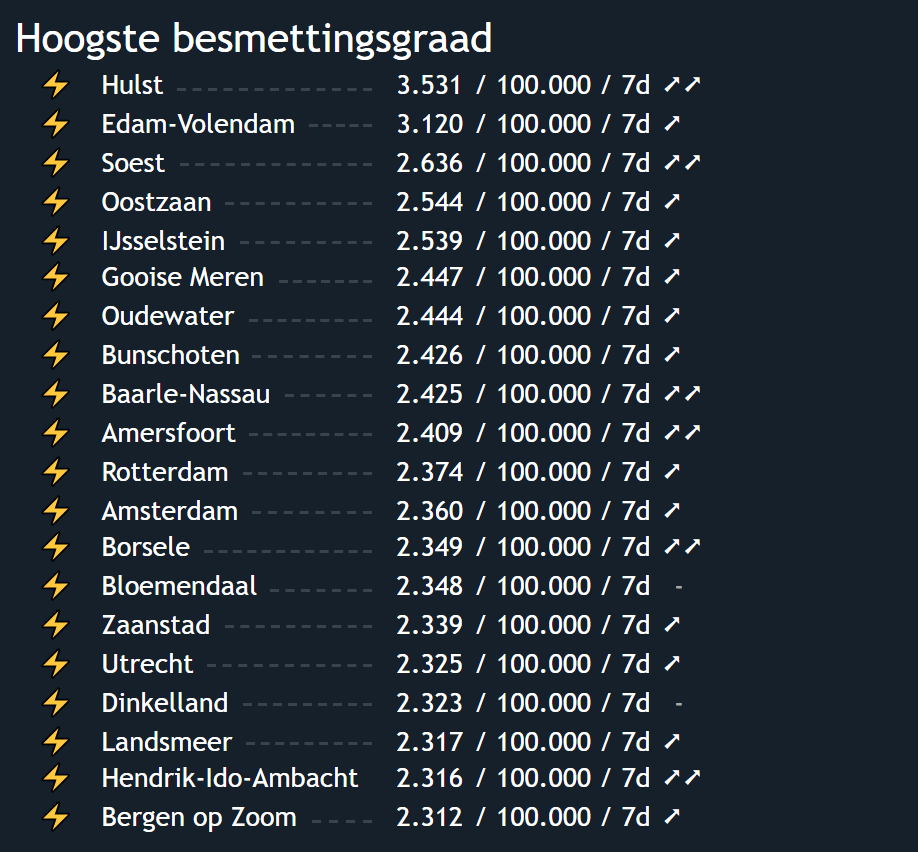 Hoogste besmettingsgraad
⚡ Hulst 3.531 / 100.000 / 7d ➚➚
⚡ Edam-Volendam 3.120 / 100.000 / 7d ➚
⚡ Soest 2.636 / 100.000 / 7d ➚➚
⚡ Oostzaan 2.544 / 100.000 / 7d ➚
⚡ IJsselstein 2.539 / 100.000 / 7d ➚
⚡ Gooise Meren 2.447 / 100.000 / 7d ➚
⚡ Oudewater 2.444 / 100.000 / 7d ➚
⚡ Bunschoten 2.426 / 100.000 / 7d ➚
⚡ Baarle-Nassau 2.425 / 100.000 / 7d ➚➚
⚡ Amersfoort 2.409 / 100.000 / 7d ➚➚
⚡ Rotterdam 2.374 / 100.000 / 7d ➚
⚡ Amsterdam 2.360 / 100.000 / 7d ➚
⚡ Borsele 2.349 / 100.000 / 7d ➚➚
⚡ Bloemendaal 2.348 / 100.000 / 7d -
⚡ Zaanstad 2.339 / 100.000 / 7d ➚
⚡ Utrecht 2.325 / 100.000 / 7d ➚
⚡ Dinkelland 2.323 / 100.000 / 7d -
⚡ Landsmeer 2.317 / 100.000 / 7d ➚
⚡ Hendrik-Ido-Ambacht 2.316 / 100.000 / 7d ➚➚
⚡ Bergen op Zoom 2.312 / 100.000 / 7d ➚